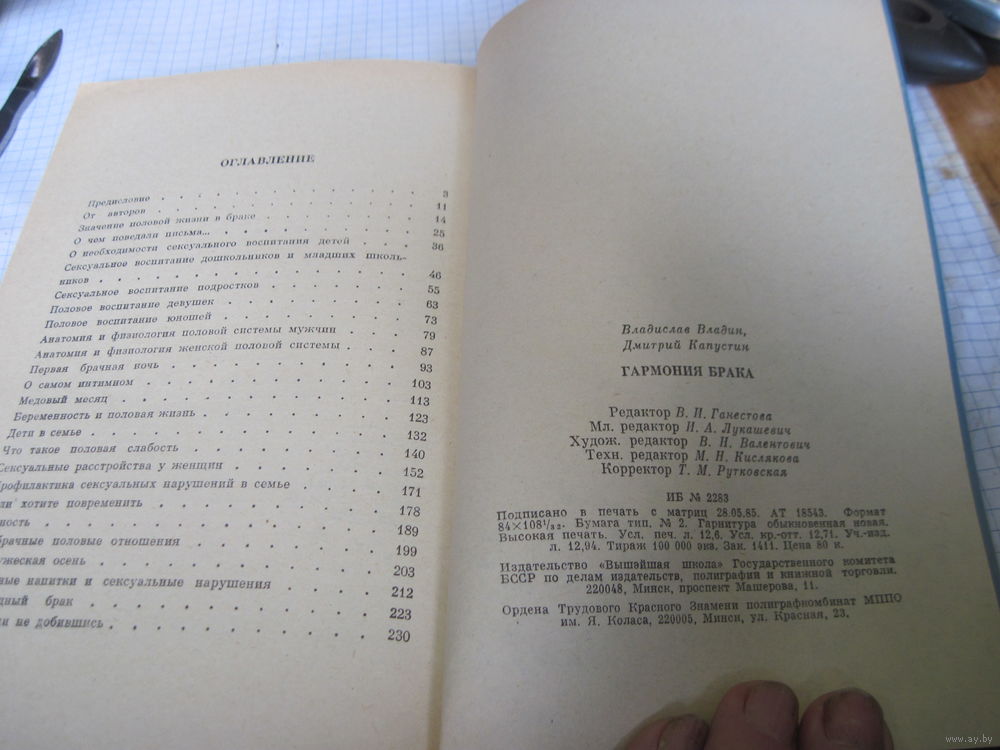 ОГЛАВЛЕНИЕ
Предисловие . . . . . . . . . . 3
От авторов . . . . . . . . . . 11
Значение половой жизни в браке . . . . . . 14
О чем поведали письма... . . . . . . . . 25
О необходимости сексуального воспитания детей . . . 36
Сексуальное воспитание дошкольников и младших школь-
ников . . . . . . . . . . . 46
Сексуальное воспитание подростков . . . . . . 55
Половое воспитание девушек . . . . . . . 63
Половое воспитание юношей . . . . . . . 73
Анатомия и физиология половой системы мужчин . . . 79
Анатомия и физиология женской половой системы . . . 87
Первая брачная ночь . . . . . . . . . 93
О самом интимном . . . . . . . . . 103
Медовый месяц . . . . . . . . . . 113
Беременность и половая жизнь . . . . . . . 123
Дети в семье . . . . . . . . . . 132
Что такое половая слабость . . . . . . . 140
Сексуальные расстройства у женщин . . . . . . 152
рофилактика сексуальных нарушений в семье . . . . 171
ли хотите повременить . . . . . . . . 178
ность . . . . . . . . . . . 189
брачные половые отношения . . . . . . . 199
ужеская осень . . . . . . . . . . 203
ные напитки и сексуальные нарушения . . . . 212
дный брак . . . . . . . . . . 223
и не добившись . . . . . . . . . . 230
Владислав Владин,
Дмитрий Капустин
ГАРМОНИЯ БРАКА
Редактор В. И. Ганестова
Мл. редактор И. А. Лукашевич
Худож. редактор В. Н. Валентович
Техн. редактор М. Н. Кислякова
Корректор Т. М. Рутковская
ИБ № 2283
Подписано в печать с матриц 28.05.85. АТ 18543. Формат
84×108¹/₃₂. Бумага тип. № 2. Гарнитура обыкновенная новая.
Высокая печать. Усл. печ. л. 12,6. Усл. кр.-отт. 12,71. Уч.-изд.
л. 12,94. Тираж 100 000 экз. Зак. 1411. Цена 80 к.
Издательство «Вышэйшая школа» Государственного комитета
БССР по делам издательств, полиграфии и книжной торговли.
220048, Минск, проспект Машерова, 11.
Ордена Трудового Красного Знамени полиграфкомбинат МППО
им. Я. Коласа, 220005, Минск, ул. Красная, 23.
www.ay.by